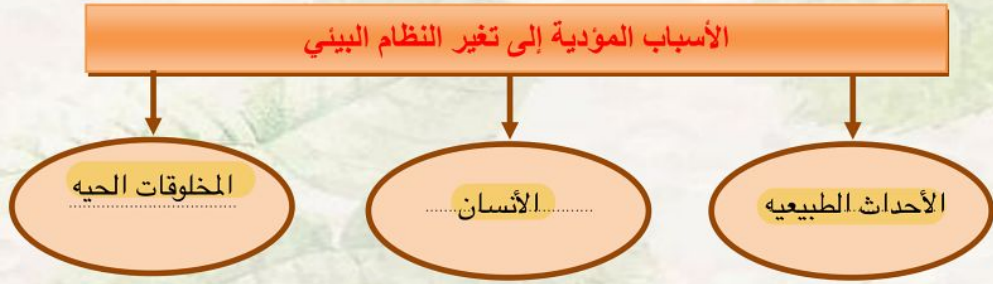 الأسباب المؤدية إلى تغير النظام البيئي
الأحداث الطبيعيه
الأنسان
المخلوقات الحيه